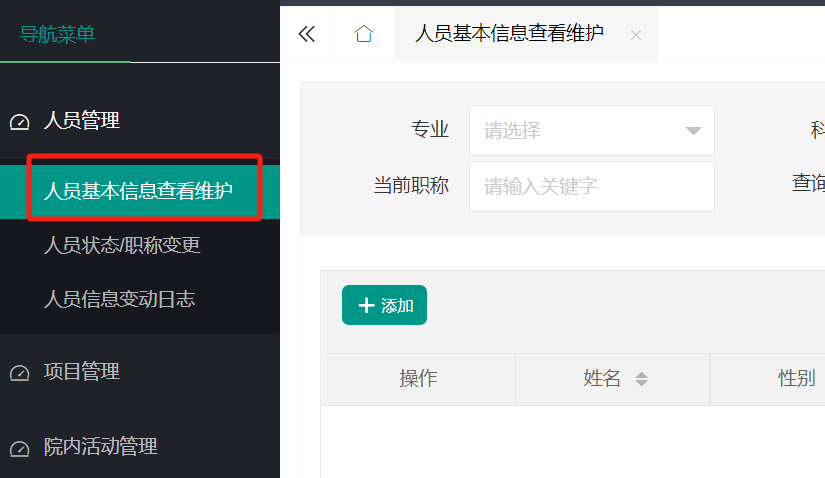 导航菜单
人员基本信息查看维护
人员管理
人员基本信息查看维护
人员状态/职称变更
人员信息变动日志
项目管理
院内活动管理
专业
请选择
科
当前职称
请输入关键字
查询
添加
操作
姓名
性别